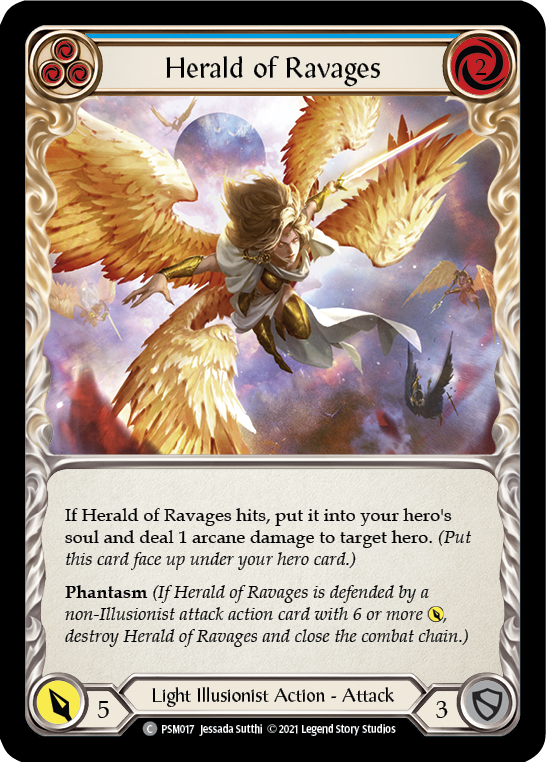 Herald of Ravages
2
If Herald of Ravages hits, put it into your hero's
soul and deal 1 arcane damage to target hero. (Put
this card face up under your hero card.)
Phantasm (If Herald of Ravages is defended by a
non-Illusionist attack action card with 6 or more ,
destroy Herald of Ravages and close the combat chain.)
5
Light Illusionist Action - Attack
3
C PSM017 Jessada Sutthi © 2021 Legend Story Studios